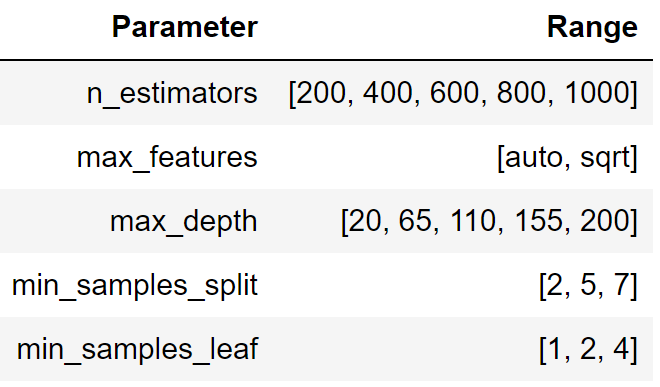 Parameter Range
n_estimators [200, 400, 600, 800, 1000]
max_features [auto, sqrt]
max_depth [20, 65, 110, 155, 200]
min_samples_split [2, 5, 7]
min_samples_leaf [1, 2, 4]